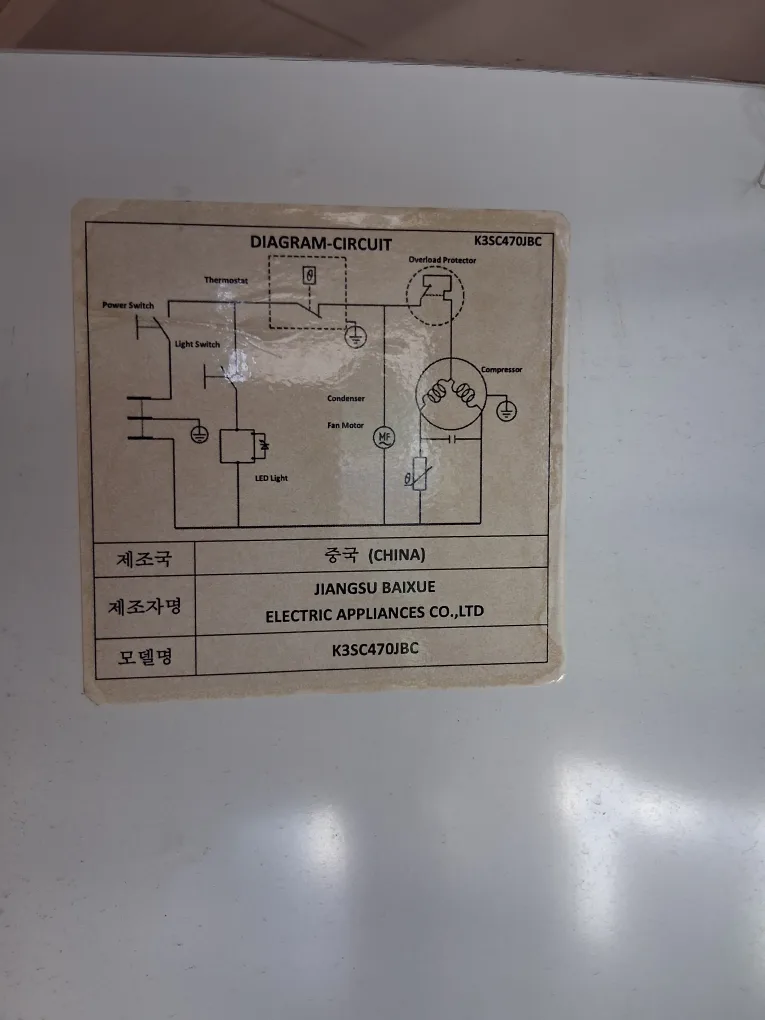 DIAGRAM-CIRCUIT K3SC470JBC
Overload Protector
Thermostat
θ
Power Switch
Light Switch
Compressor
Condenser
Fan Motor
MF
θ
LED Light
제조국 중국 (CHINA)
제조자명 JIANGSU BAIXUE
ELECTRIC APPLIANCES CO.,LTD
모델명 K3SC470JBC